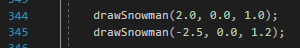 344 drawSnowman(2.0, 0.0, 1.0);
345 drawSnowman(-2.5, 0.0, 1.2);